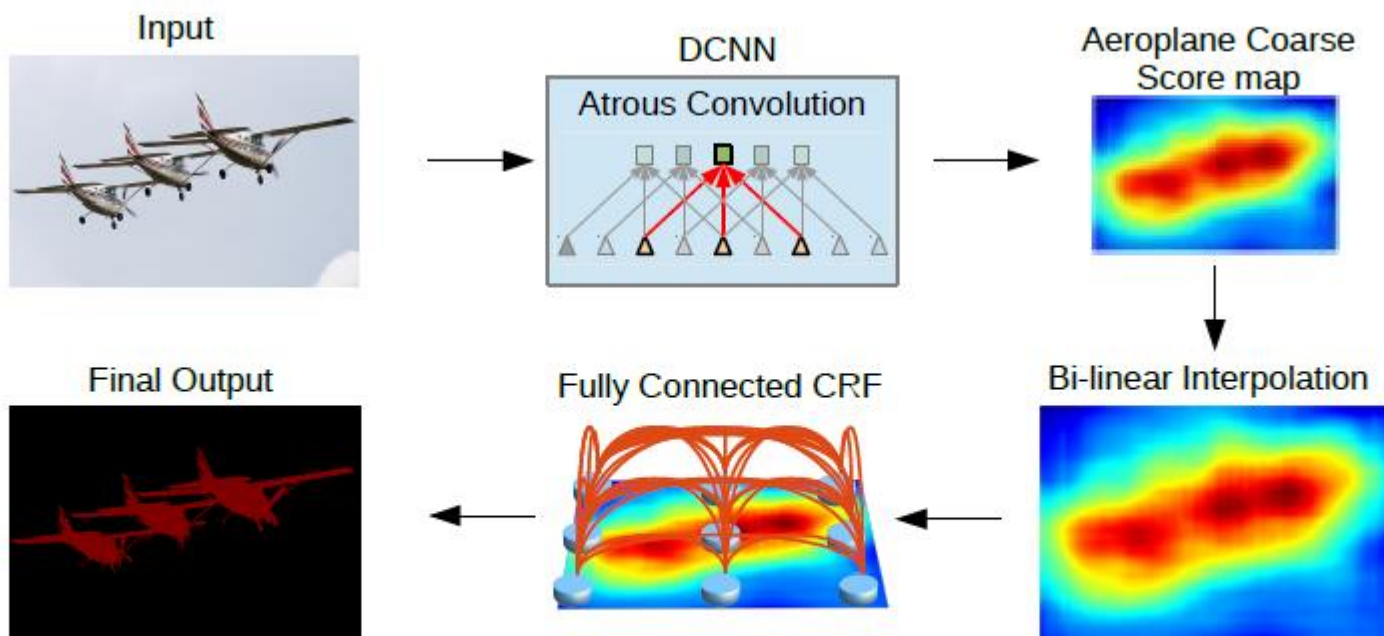 Input
DCNN
Atrous Convolution
Aeroplane Coarse
Score map
Final Output
Fully Connected CRF
Bi-linear Interpolation